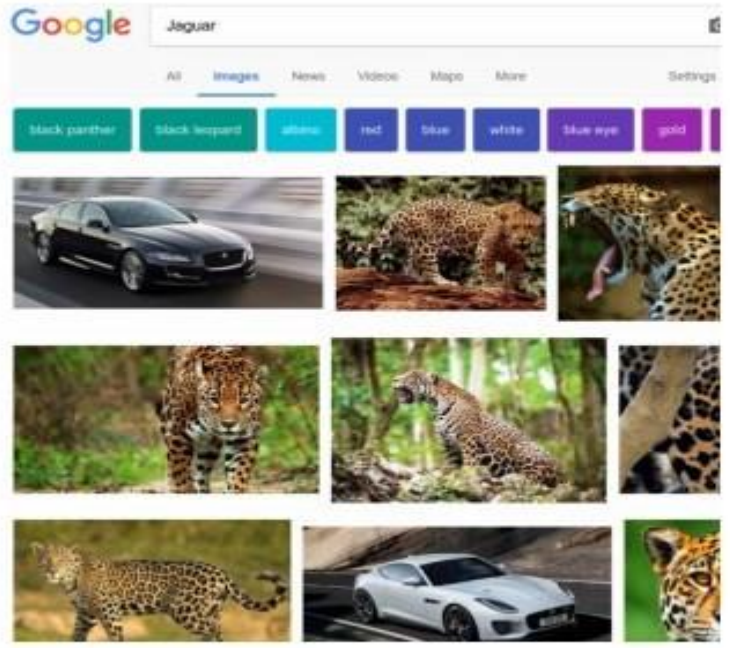 Google Jaguar
All Images News Videos Maps More Settings
black panther black leopard albino red blue white blue eye gold